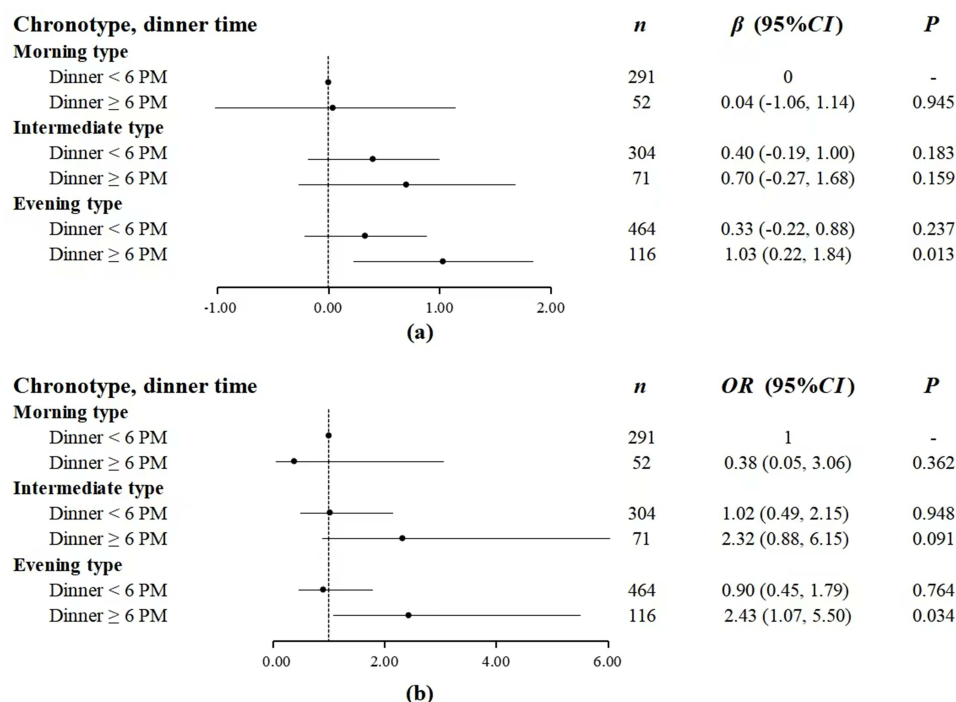 Chronotype, dinner time n β (95%CI) P
Morning type
Dinner < 6 PM 291 0 -
Dinner ≥ 6 PM 52 0.04 (-1.06, 1.14) 0.945
Intermediate type
Dinner < 6 PM 304 0.40 (-0.19, 1.00) 0.183
Dinner ≥ 6 PM 71 0.70 (-0.27, 1.68) 0.159
Evening type
Dinner < 6 PM 464 0.33 (-0.22, 0.88) 0.237
Dinner ≥ 6 PM 116 1.03 (0.22, 1.84) 0.013
-1.00 0.00 1.00 2.00
(a)
Chronotype, dinner time n OR (95%CI) P
Morning type
Dinner < 6 PM 291 1 -
Dinner ≥ 6 PM 52 0.38 (0.05, 3.06) 0.362
Intermediate type
Dinner < 6 PM 304 1.02 (0.49, 2.15) 0.948
Dinner ≥ 6 PM 71 2.32 (0.88, 6.15) 0.091
Evening type
Dinner < 6 PM 464 0.90 (0.45, 1.79) 0.764
Dinner ≥ 6 PM 116 2.43 (1.07, 5.50) 0.034
0.00 2.00 4.00 6.00
(b)